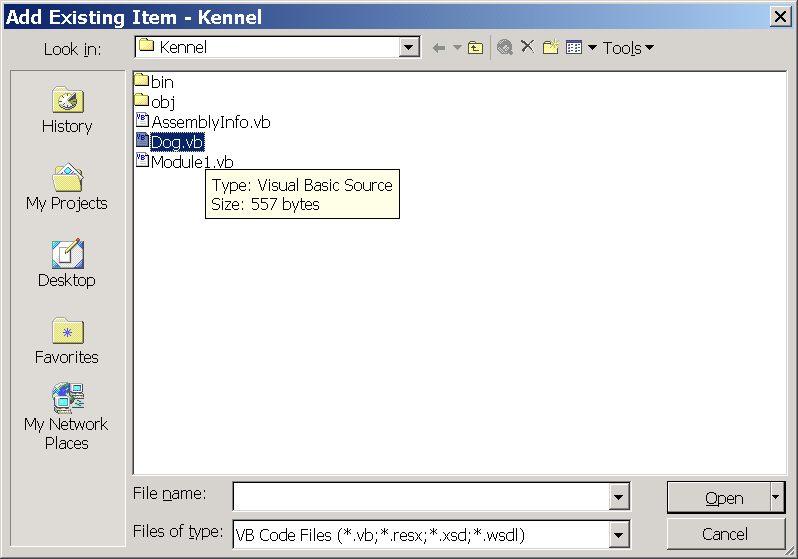 Add Existing Item - Kennel
Look in:
Kennel
Tools
History
My Projects
Desktop
Favorites
My Network
Places
bin
obj
AssemblyInfo.vb
Dog.vb
Module1.vb
Type: Visual Basic Source
Size: 557 bytes
File name:
Open
Files of type:
VB Code Files (*.vb;*.resx;*.xsd;*.wsdl)
Cancel